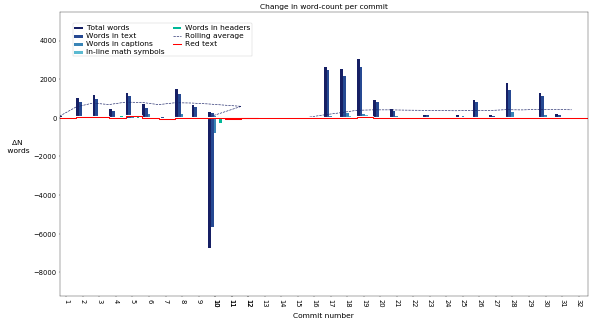 Change in word-count per commit
Total words
Words in text
Words in captions
in-line math symbols
Words in headers
Rolling average
Red text
4000
2000
0
−2000
−4000
−6000
−8000
ΔN
words
1 2 3 4 5 6 7 8 9 10 11 12 13 14 15 16 17 18 19 20 21 22 23 24 25 26 27 28 29 30 31 32
Commit number